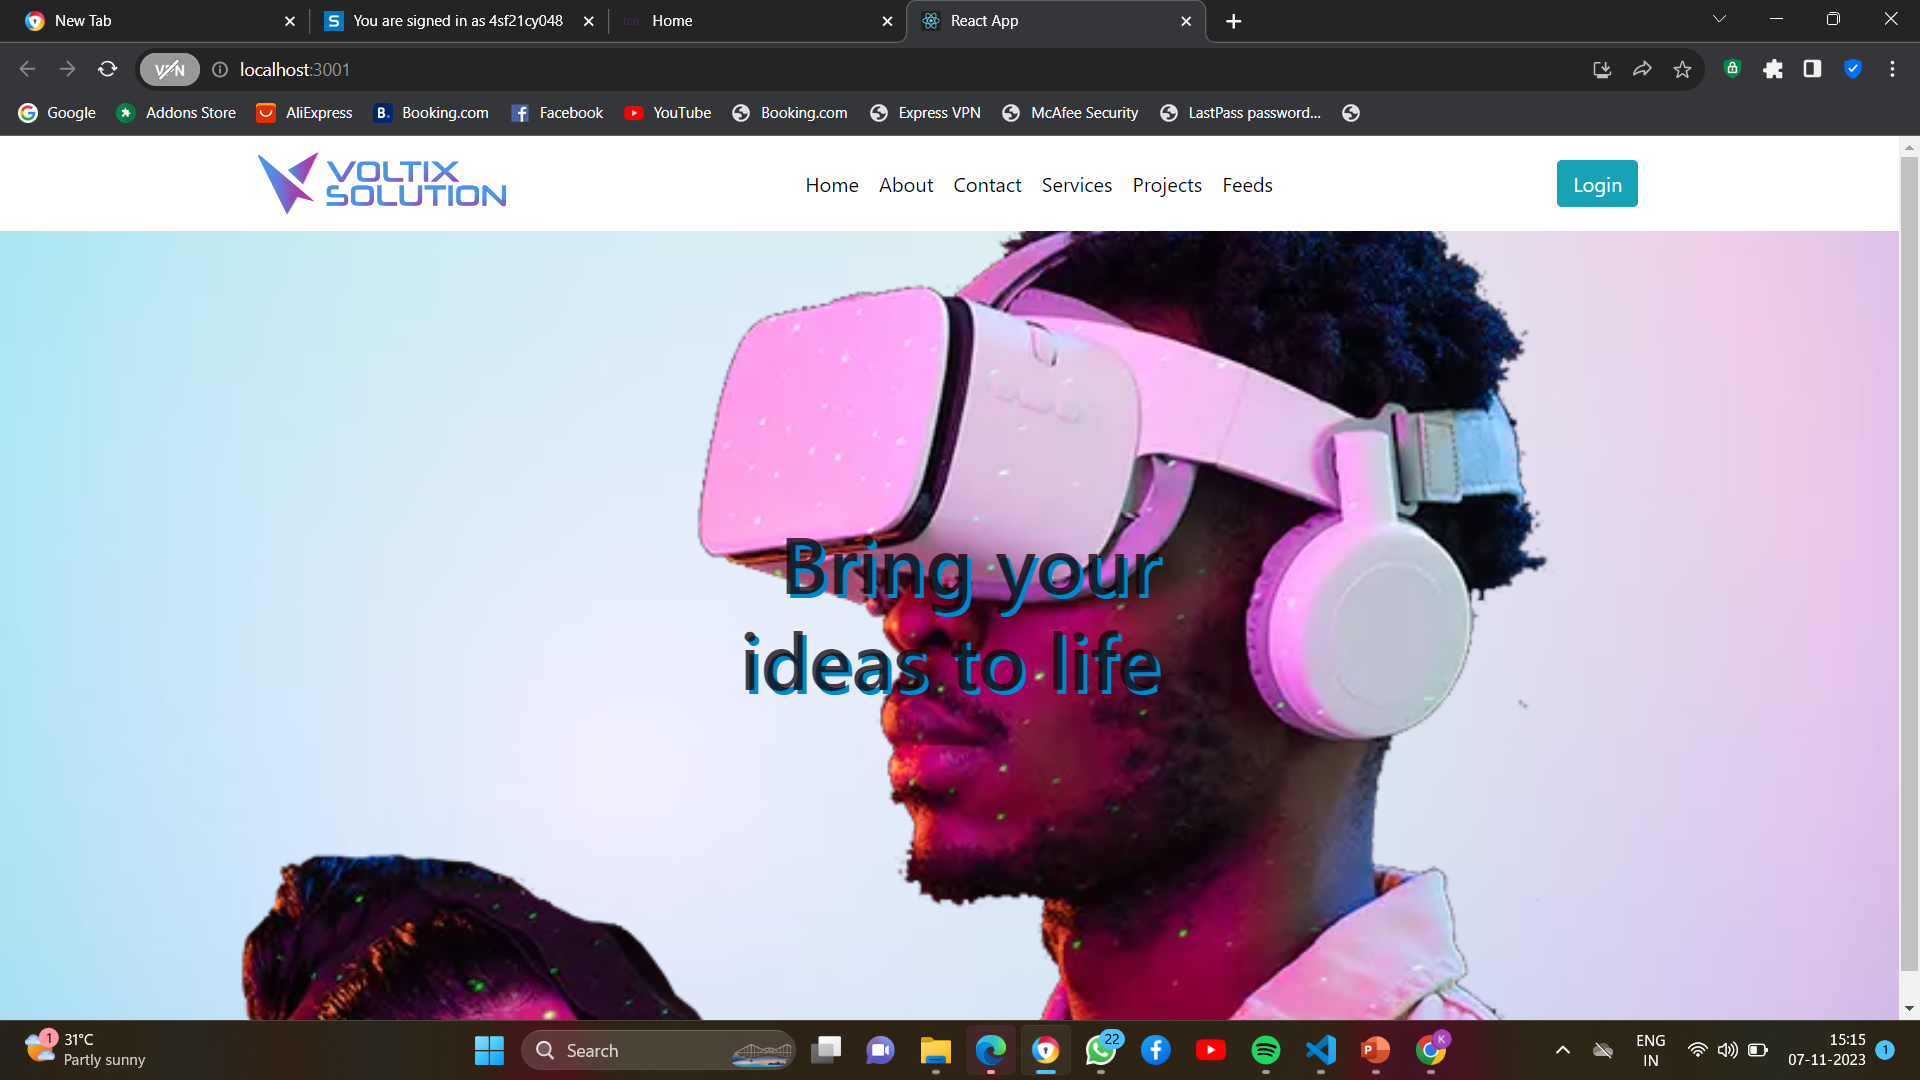 New Tab
You are signed in as 4sf21cy048
tce.
Home
React App
VPN
localhost:3001
Google
Addons Store
AliExpress
B. Booking.com
Facebook
YouTube
Booking.com
Express VPN
McAfee Security
LastPass password...
VOLTIX
SOLUTION
Home
About
Contact
Services
Projects
Feeds
Login
Bring your
ideas to life
1
31°C
Partly sunny
Search
22
K
ENG
IN
15:15
07-11-2023
1